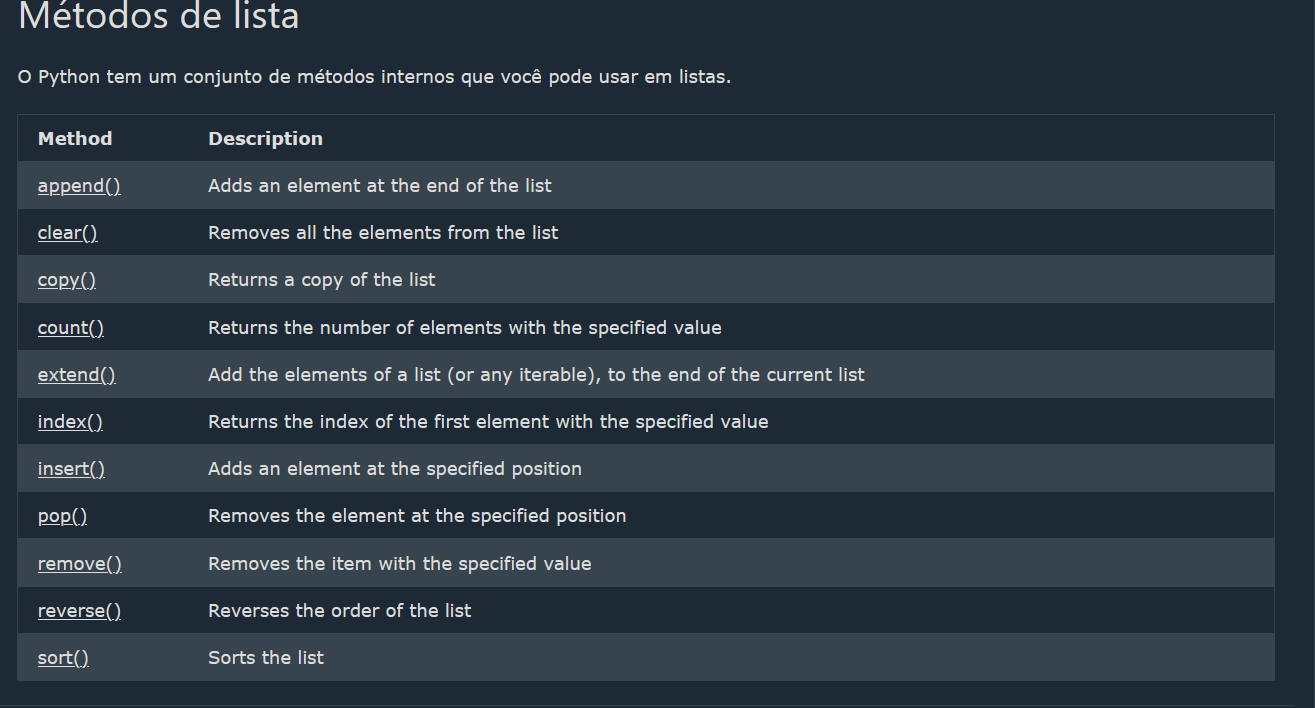 Métodos de lista
O Python tem um conjunto de métodos internos que você pode usar em listas.
Method Description
append() Adds an element at the end of the list
clear() Removes all the elements from the list
copy() Returns a copy of the list
count() Returns the number of elements with the specified value
extend() Add the elements of a list (or any iterable), to the end of the current list
index() Returns the index of the first element with the specified value
insert() Adds an element at the specified position
pop() Removes the element at the specified position
remove() Removes the item with the specified value
reverse() Reverses the order of the list
sort() Sorts the list